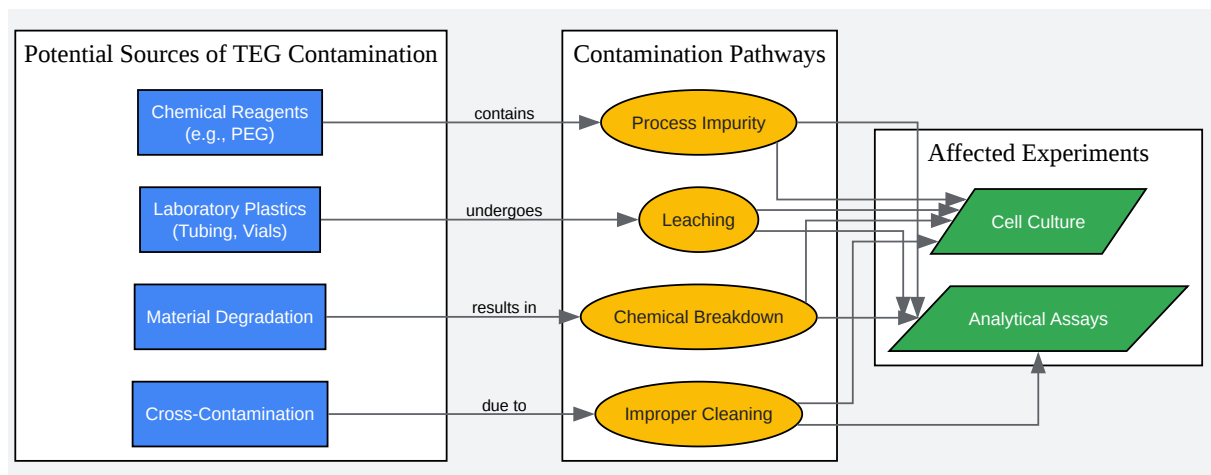 Potential Sources of TEG Contamination
Contamination Pathways
Affected Experiments
Chemical Reagents
(e.g., PEG)
contains
Process Impurity
Laboratory Plastics
(Tubing, Vials)
undergoes
Leaching
Cell Culture
Material Degradation
results in
Chemical Breakdown
Analytical Assays
Cross-Contamination
due to
Improper Cleaning